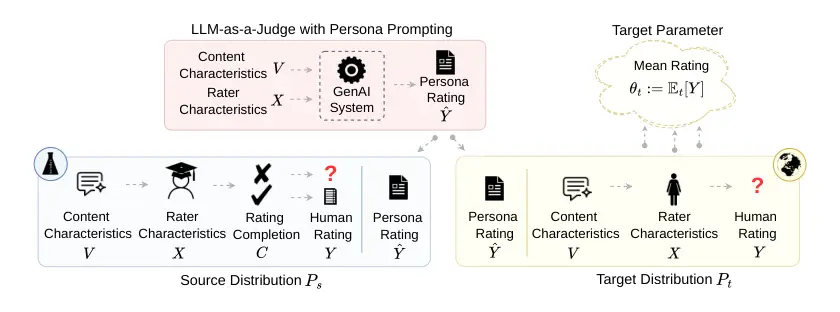 LLM-as-a-Judge with Persona Prompting
Target Parameter
Content
Characteristics V
Rater
Characteristics X
GenAI
System
Persona
Rating
Ŷ
Mean Rating
θₜ := 𝔼ₜ[Y]
Content
Characteristics
V
Rater
Characteristics
X
Rating
Completion
C
?
Human
Rating
Y
Persona
Rating
Ŷ
Source Distribution Pₛ
Persona
Rating
Ŷ
Content
Characteristics
V
Rater
Characteristics
X
?
Human
Rating
Y
Target Distribution Pₜ